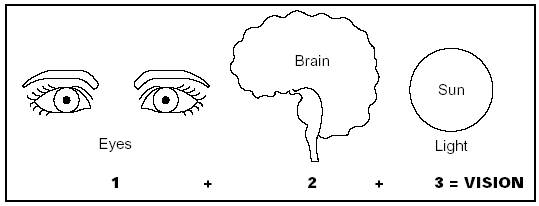 Brain
Sun
Eyes
Light
1 + 2 + 3 = VISION